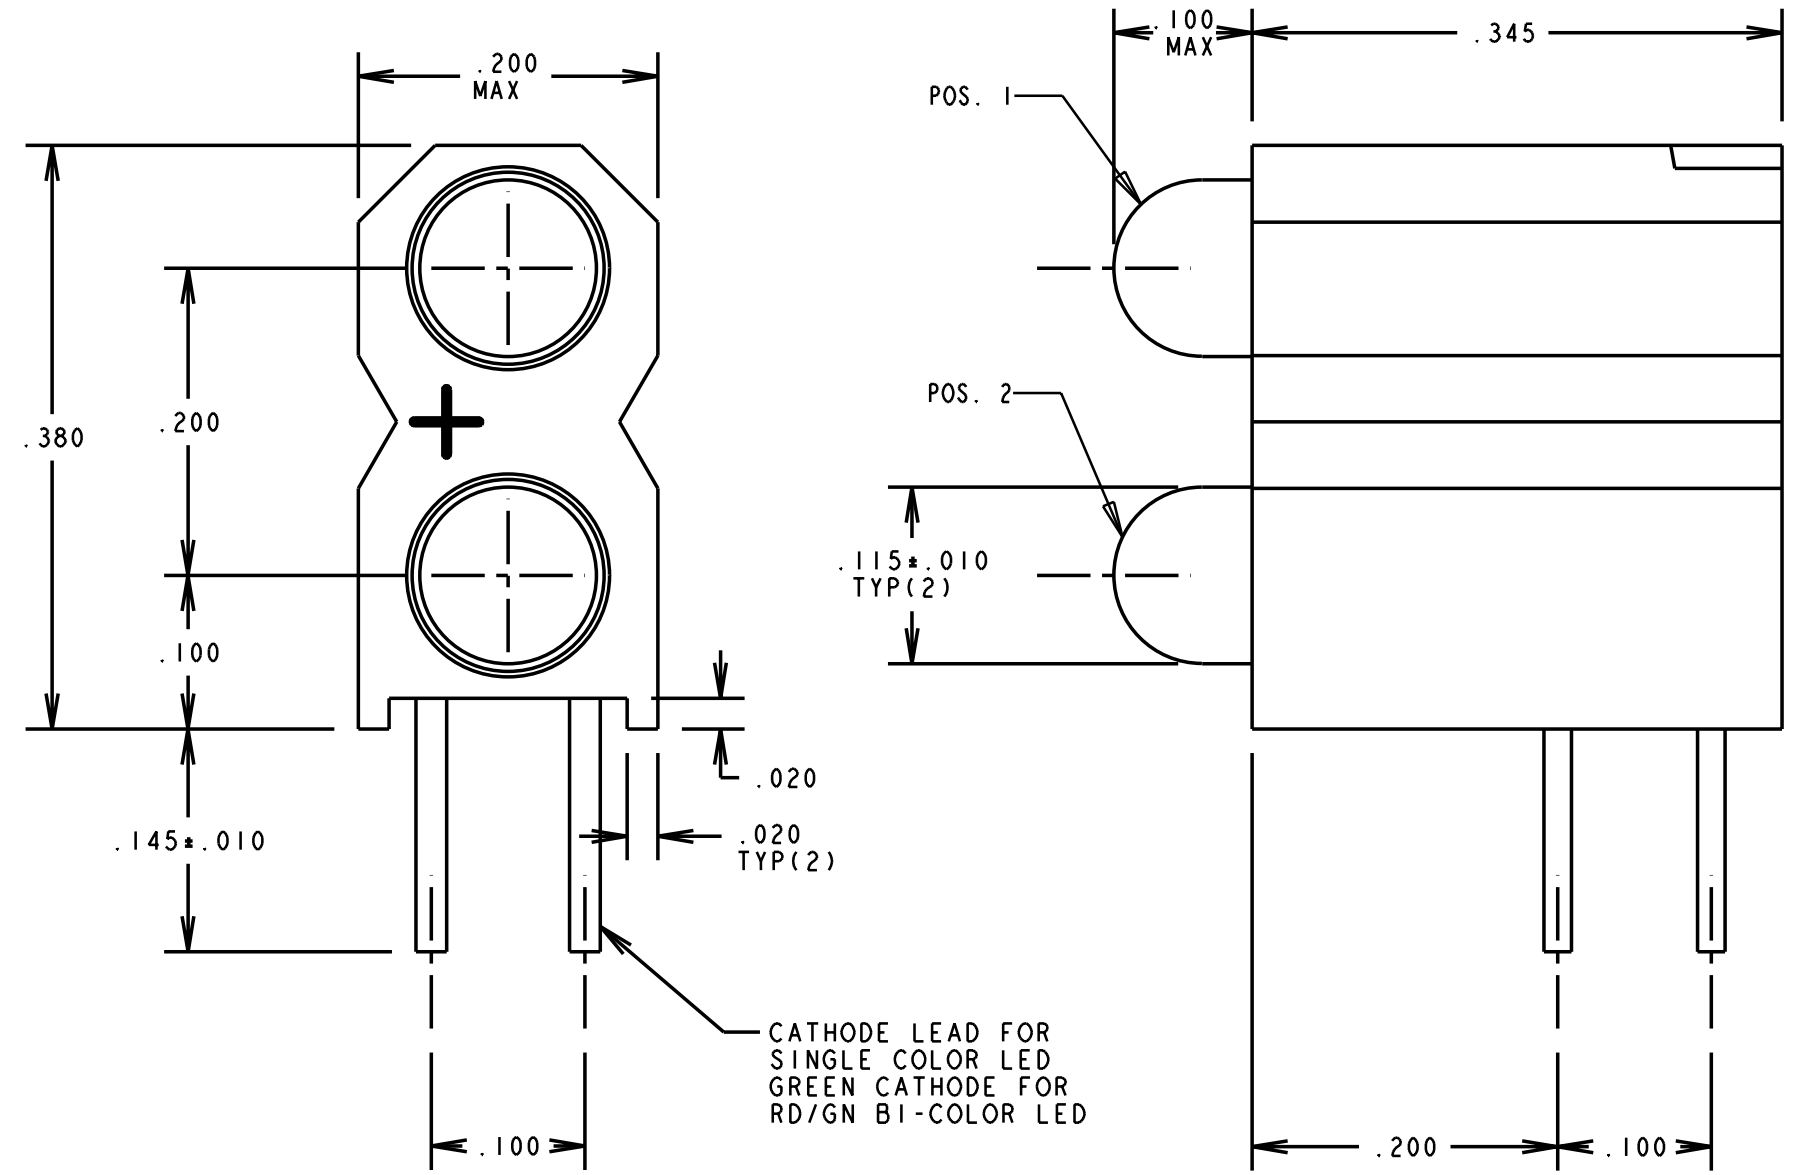 .200
MAX
.100
MAX
.345
POS. 1
.380
.200
POS. 2
.115±.010
TYP(2)
.100
.020
.145±.010
.020
TYP(2)
CATHODE LEAD FOR
SINGLE COLOR LED
GREEN CATHODE FOR
RD/GN BI-COLOR LED
.100
.200
.100